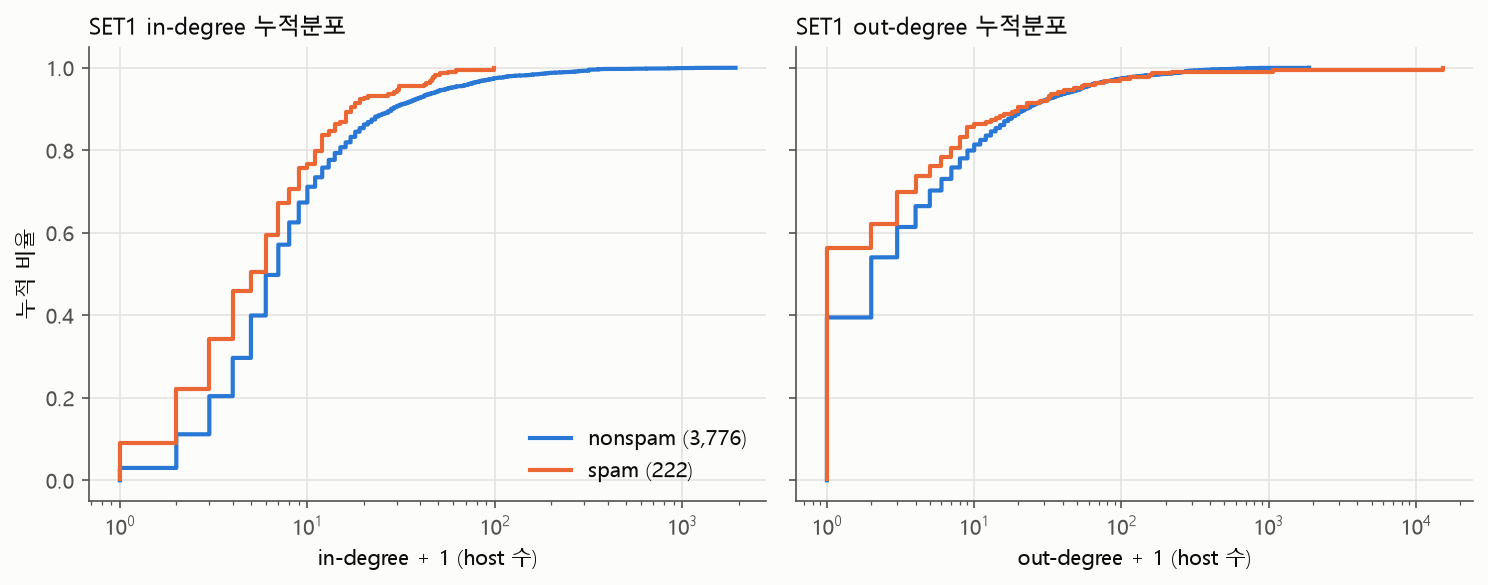 SET1 in-degree 누적분포
SET1 out-degree 누적분포
누적 비율
1.0
0.8
0.6
0.4
0.2
0.0
nonspam (3,776)
spam (222)
10⁰ 10¹ 10² 10³
10⁰ 10¹ 10² 10³ 10⁴
in-degree + 1 (host 수)
out-degree + 1 (host 수)